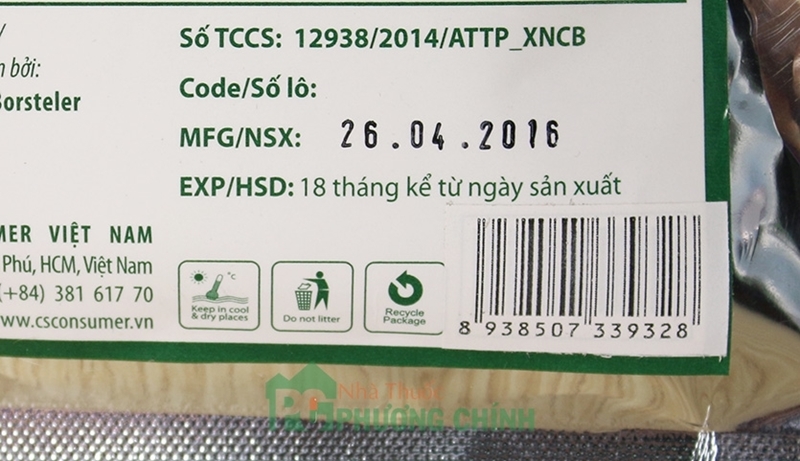 Số TCCS: 12938/2014/ATTP_XNCB
n bởi:
Borsteler
Code/Số lô:
MFG/NSX: 26.04.2016
EXP/HSD: 18 tháng kể từ ngày sản xuất
MER VIỆT NAM
Phú, HCM, Việt Nam
(+84) 381 617 70
www.csconsumer.vn
°C
Keep in cool
& dry places
Do not litter
Recycle
Package
8 938507 339328
Nhà Thuốc
PHƯƠNG CHÍNH